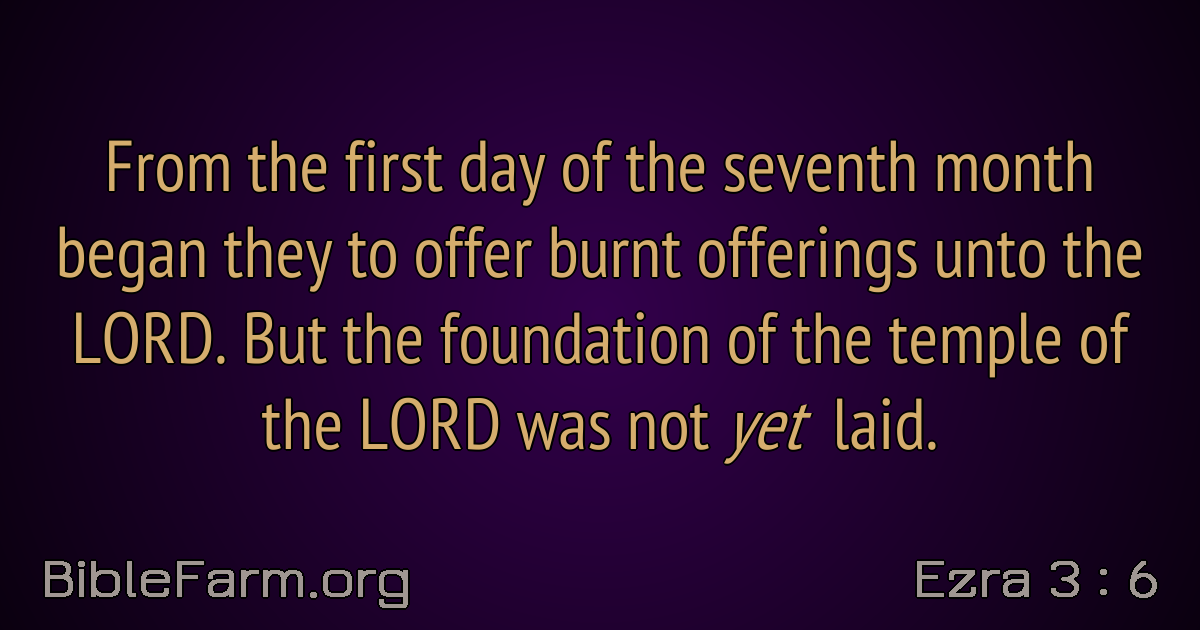 From the first day of the seventh month
began they to offer burnt offerings unto the
LORD. But the foundation of the temple of
the LORD was not yet laid.
BibleFarm.org
Ezra 3 : 6